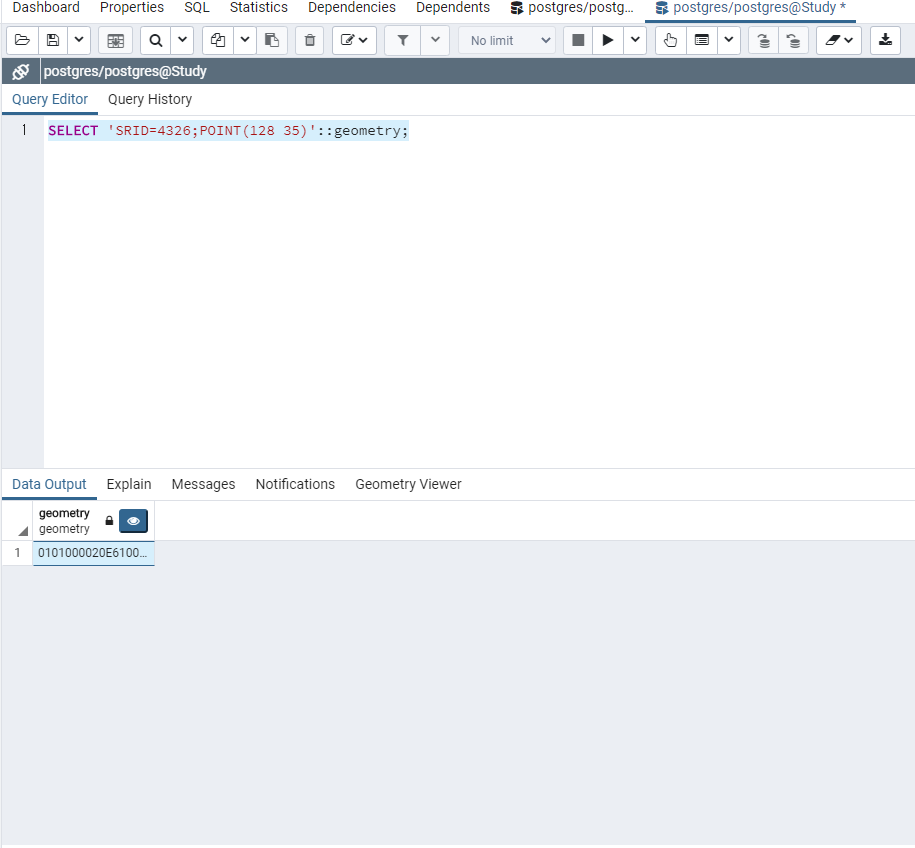 Dashboard Properties SQL Statistics Dependencies Dependents postgres/postg... postgres/postgres@Study *
No limit
postgres/postgres@Study
Query Editor Query History
1 SELECT 'SRID=4326;POINT(128 35)'::geometry;
Data Output Explain Messages Notifications Geometry Viewer
geometry
geometry
1 0101000020E6100...